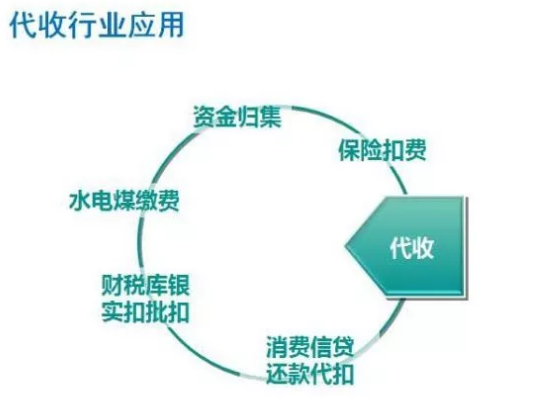 代收行业应用
资金归集
保险扣费
水电煤缴费
代收
财税库银
实扣批扣
消费信贷
还款代扣